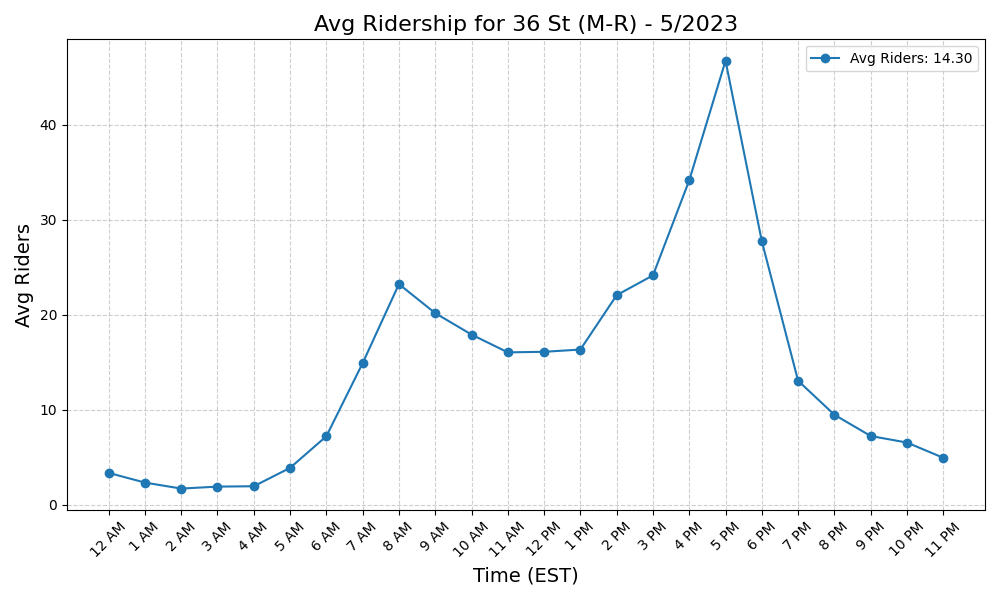 Avg Ridership for 36 St (M-R) - 5/2023
Avg Riders: 14.30
Avg Riders
40
30
20
10
0
12 AM
1 AM
2 AM
3 AM
4 AM
5 AM
6 AM
7 AM
8 AM
9 AM
10 AM
11 AM
12 PM
1 PM
2 PM
3 PM
4 PM
5 PM
6 PM
7 PM
8 PM
9 PM
10 PM
11 PM
Time (EST)